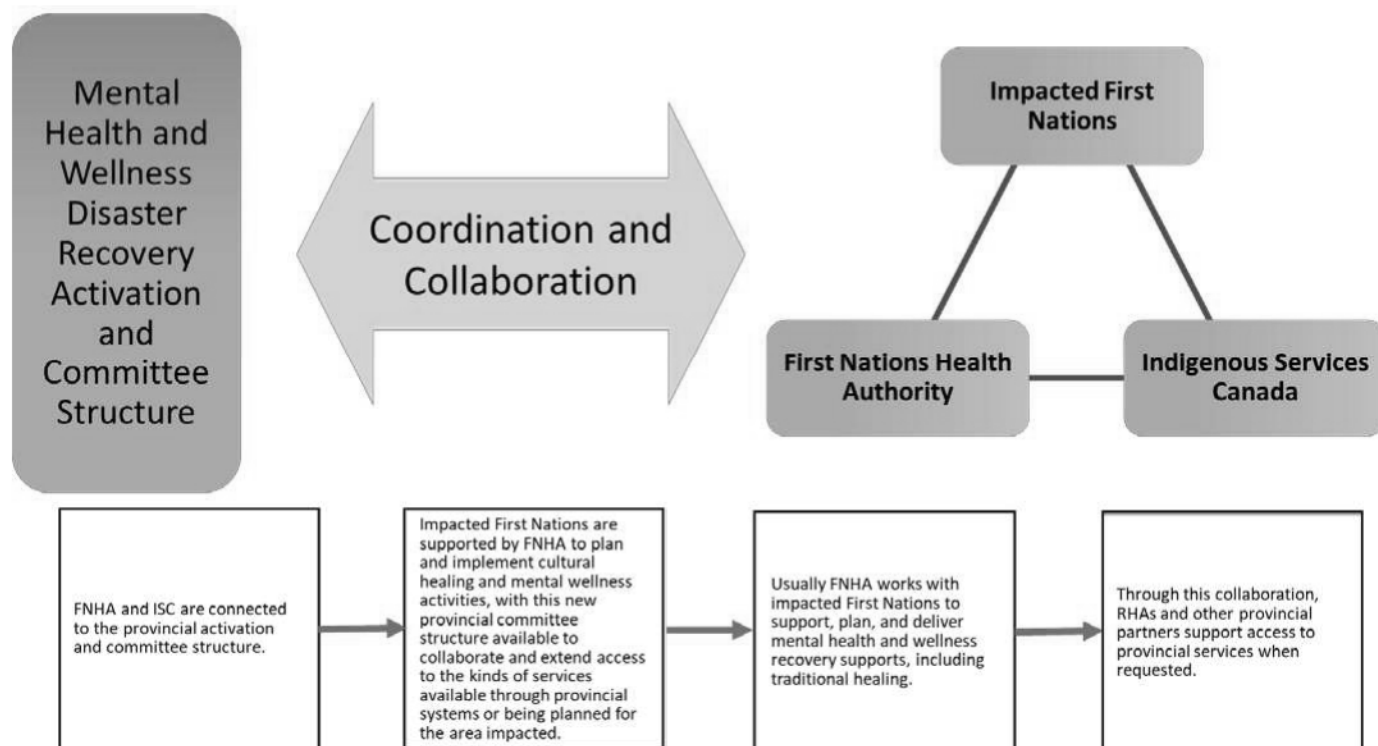 Mental
Health and
Wellness
Disaster
Recovery
Activation
and
Committee
Structure
Coordination and
Collaboration
Impacted First
Nations
First Nations Health
Authority
Indigenous Services
Canada
FNHA and ISC are connected
to the provincial activation
and committee structure.
Impacted First Nations are
supported by FNHA to plan
and implement cultural
healing and mental wellness
activities, with this new
provincial committee
structure available to
collaborate and extend access
to the kinds of services
available through provincial
systems or being planned for
the area impacted.
Usually FNHA works with
impacted First Nations to
support, plan, and deliver
mental health and wellness
recovery supports, including
traditional healing.
Through this collaboration,
RHAs and other provincial
partners support access to
provincial services when
requested.